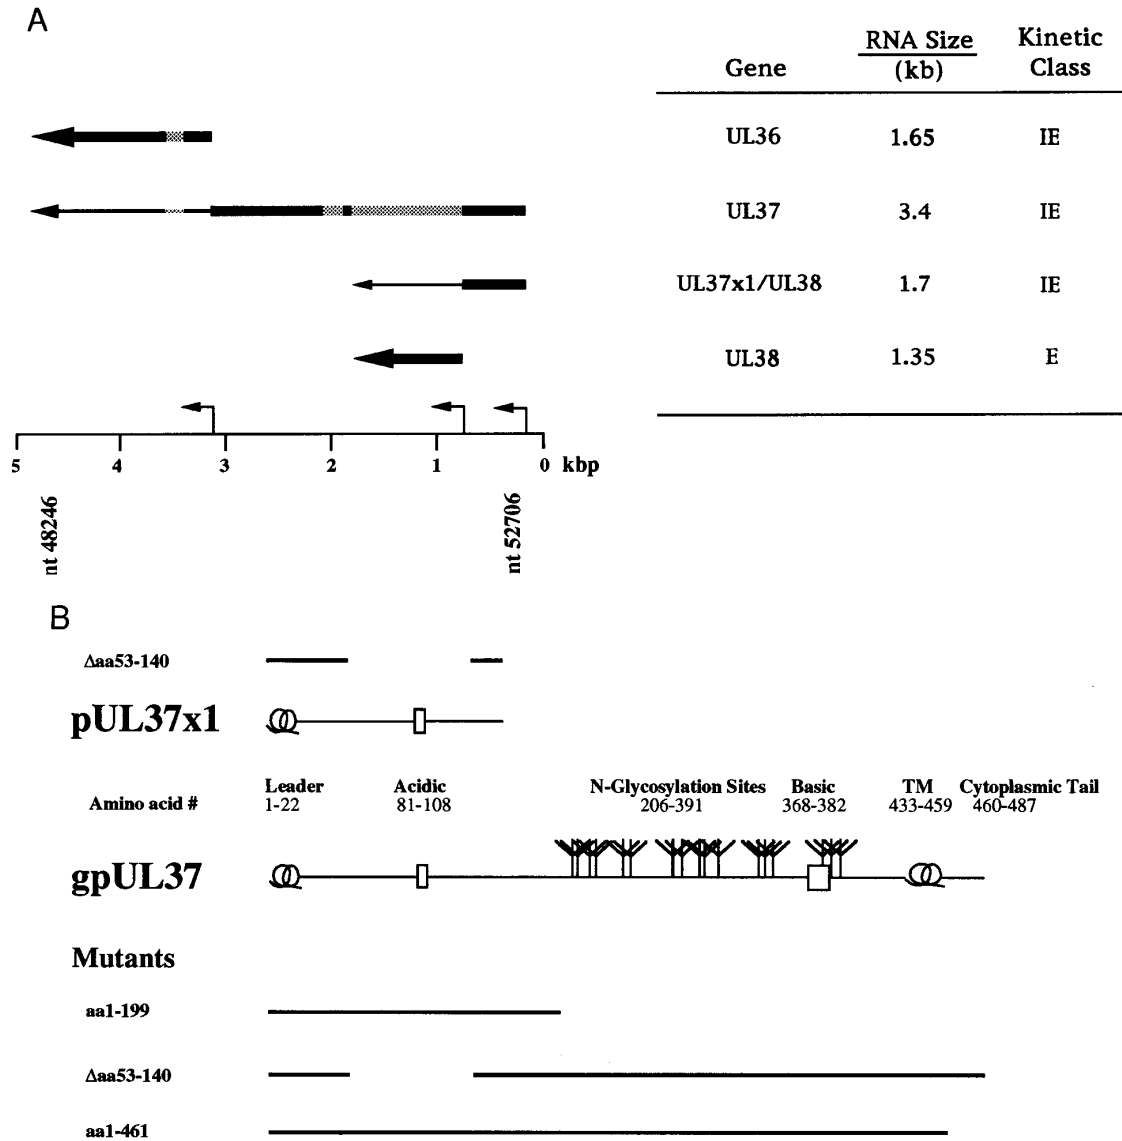 A
Gene RNA Size (kb) Kinetic Class
UL36 1.65 IE
UL37 3.4 IE
UL37x1/UL38 1.7 IE
UL38 1.35 E
5 4 3 2 1 0 kbp
nt 48246
nt 52706
B
Δaa53-140
pUL37x1
Leader Acidic N-Glycosylation Sites Basic TM Cytoplasmic Tail
Amino acid # 1-22 81-108 206-391 368-382 433-459 460-487
gpUL37
Mutants
aa1-199
Δaa53-140
aa1-461